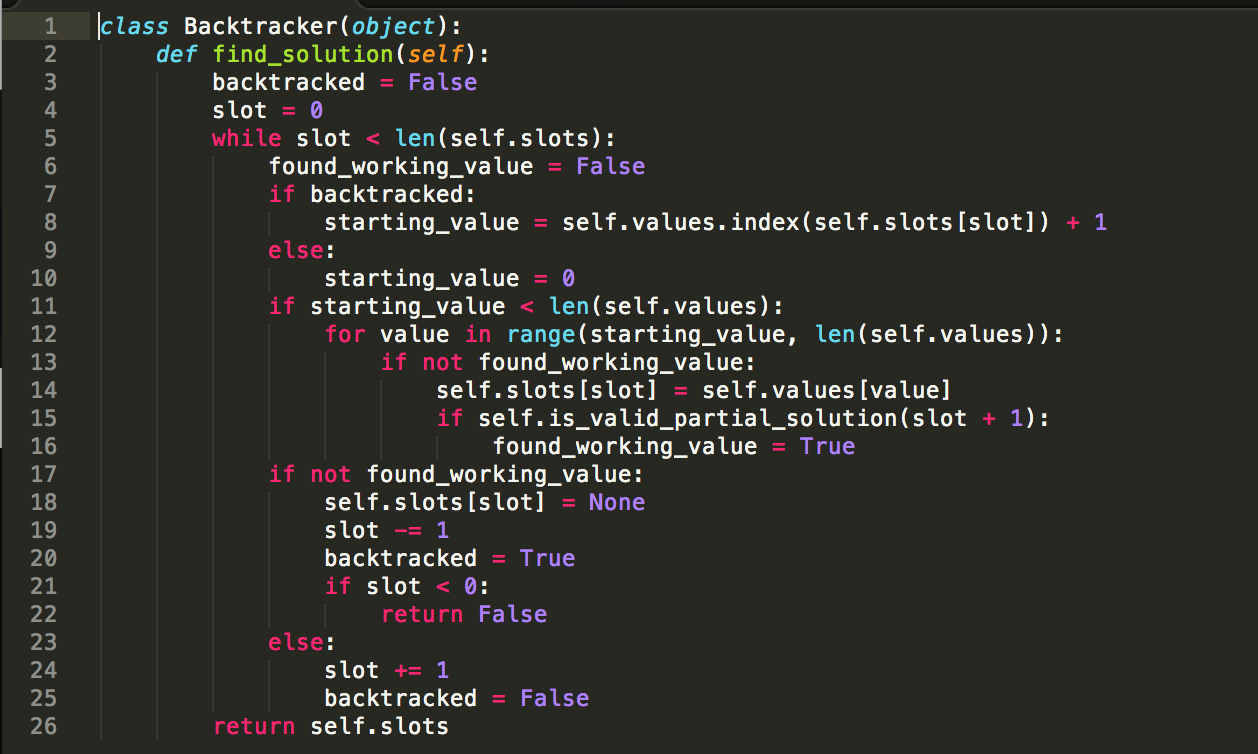 1 class Backtracker(object):
2     def find_solution(self):
3         backtracked = False
4         slot = 0
5         while slot < len(self.slots):
6             found_working_value = False
7             if backtracked:
8                 starting_value = self.values.index(self.slots[slot]) + 1
9             else:
10                 starting_value = 0
11             if starting_value < len(self.values):
12                 for value in range(starting_value, len(self.values)):
13                     if not found_working_value:
14                         self.slots[slot] = self.values[value]
15                         if self.is_valid_partial_solution(slot + 1):
16                             found_working_value = True
17             if not found_working_value:
18                 self.slots[slot] = None
19                 slot -= 1
20                 backtracked = True
21                 if slot < 0:
22                     return False
23             else:
24                 slot += 1
25                 backtracked = False
26         return self.slots